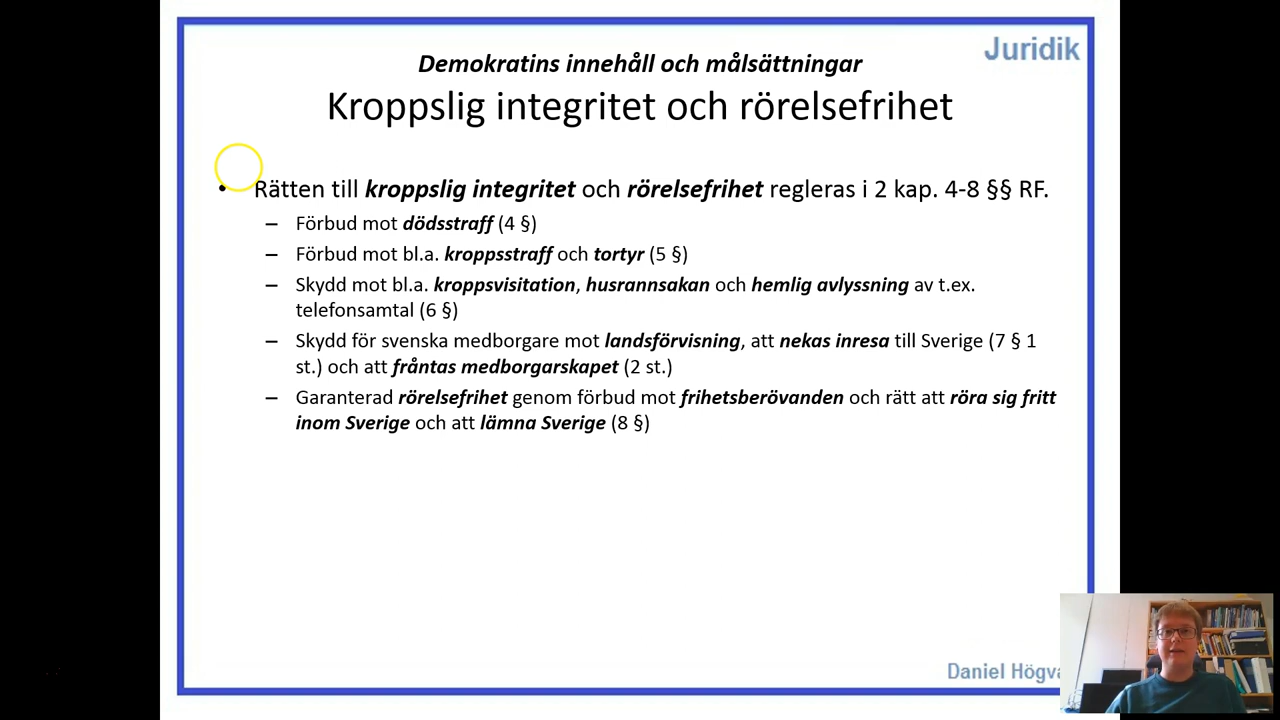 Juridik
Demokratins innehåll och målsättningar
Kroppslig integritet och rörelsefrihet
• Rätten till kroppslig integritet och rörelsefrihet regleras i 2 kap. 4-8 §§ RF.
– Förbud mot dödsstraff (4 §)
– Förbud mot bl.a. kroppsstraff och tortyr (5 §)
– Skydd mot bl.a. kroppsvisitation, husrannsakan och hemlig avlyssning av t.ex.
telefonsamtal (6 §)
– Skydd för svenska medborgare mot landsförvisning, att nekas inresa till Sverige (7 § 1
st.) och att fråntas medborgarskapet (2 st.)
– Garanterad rörelsefrihet genom förbud mot frihetsberövanden och rätt att röra sig fritt
inom Sverige och att lämna Sverige (8 §)
Daniel